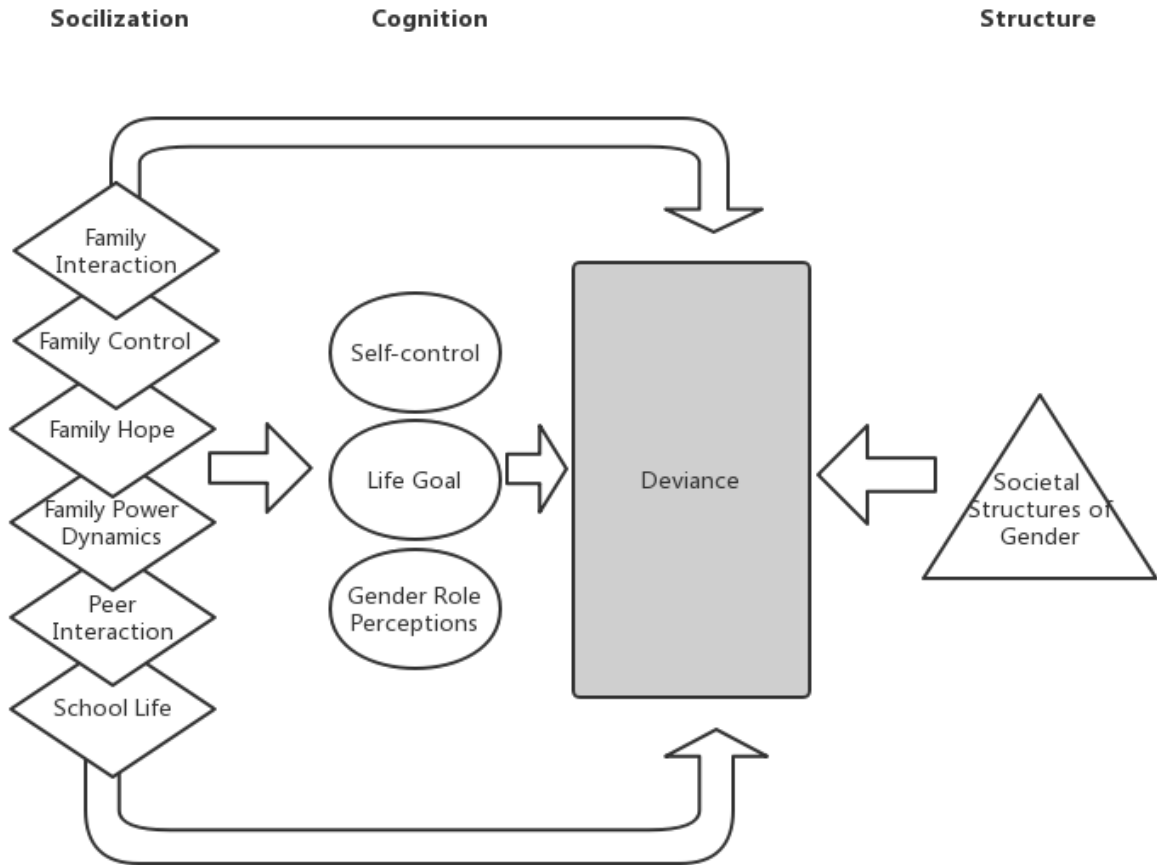 Socilization
Cognition
Structure
Family
Interaction
Family Control
Family Hope
Family Power
Dynamics
Peer
Interaction
School Life
Self-control
Life Goal
Gender Role
Perceptions
Deviance
Societal
Structures of
Gender